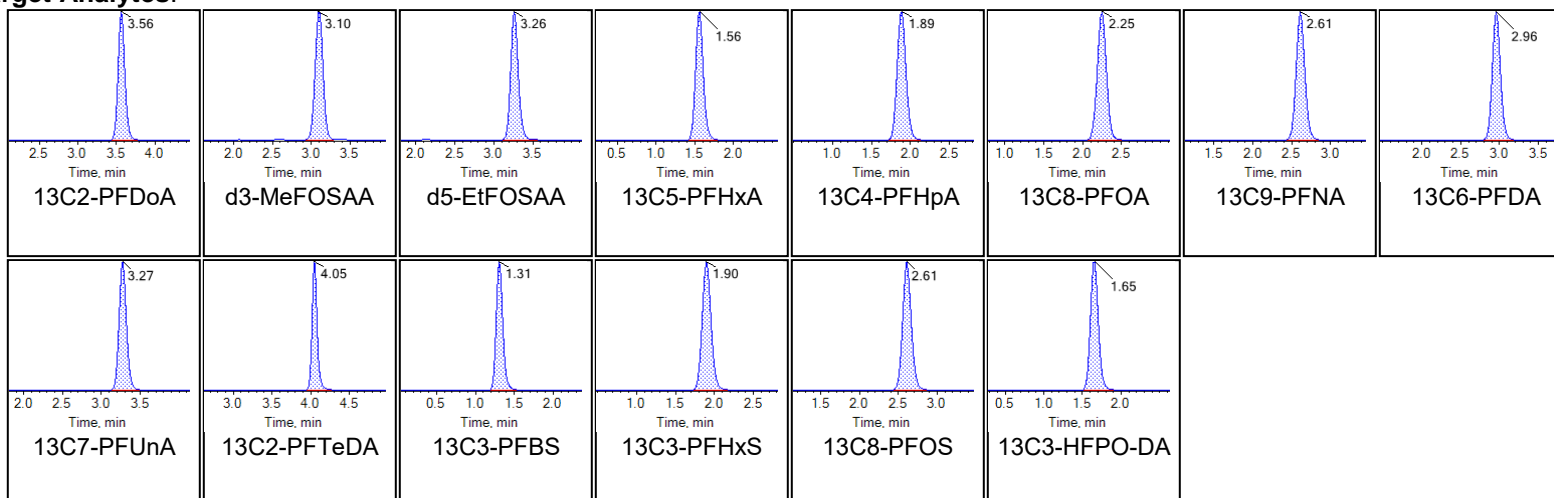 rget Analytes:
3.56 3.10 3.26 1.56 1.89 2.25 2.61 2.96
2.5 3.0 3.5 4.0 2.0 2.5 3.0 3.5 2.0 2.5 3.0 3.5 0.5 1.0 1.5 2.0 1.0 1.5 2.0 2.5 1.0 1.5 2.0 2.5 1.5 2.0 2.5 3.0 2.0 2.5 3.0 3.5
Time, min Time, min Time, min Time, min Time, min Time, min Time, min Time, min
13C2-PFDoA d3-MeFOSAA d5-EtFOSAA 13C5-PFHxA 13C4-PFHpA 13C8-PFOA 13C9-PFNA 13C6-PFDA
3.27 4.05 1.31 1.90 2.61 1.65
2.0 2.5 3.0 3.5 3.0 3.5 4.0 4.5 0.5 1.0 1.5 2.0 1.0 1.5 2.0 2.5 1.5 2.0 2.5 3.0 0.5 1.0 1.5 2.0
Time, min Time, min Time, min Time, min Time, min Time, min
13C7-PFUnA 13C2-PFTeDA 13C3-PFBS 13C3-PFHxS 13C8-PFOS 13C3-HFPO-DA